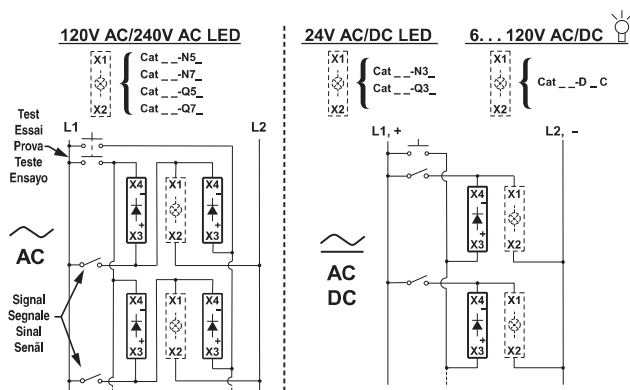 120V AC/240V AC LED
X1
X2
Cat _ _-N5_
Cat _ _-N7_
Cat _ _-Q5_
Cat _ _-Q7_
Test
Essai
Prova
Teste
Ensayo
L1
L2
X4
-
+
X3
X1
X2
X4
-
+
X3
AC
Signal
Segnale
Sinal
Senãl
X4
-
+
X3
X1
X2
X4
-
+
X3
24V AC/DC LED
X1
X2
Cat _ _-N3_
Cat _ _-Q3_
6. . . 120V AC/DC
X1
X2
Cat _ _-D _ C
L1, +
L2, –
X4
-
+
X3
X1
X2
AC
DC
X4
-
+
X3
X1
X2